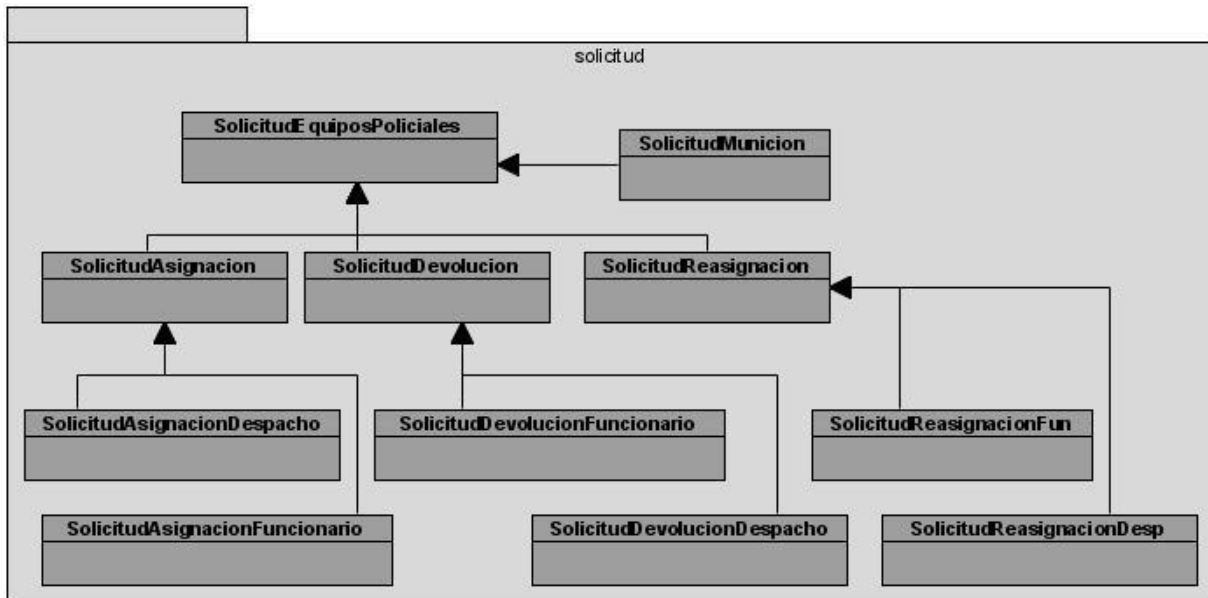 solicitud
SolicitudEquiposPoliciales
SolicitudMunicion
SolicitudAsignacion
SolicitudDevolucion
SolicitudReasignacion
SolicitudAsignacionDespacho
SolicitudDevolucionFuncionario
SolicitudReasignacionFun
SolicitudAsignacionFuncionario
SolicitudDevolucionDespacho
SolicitudReasignacionDesp